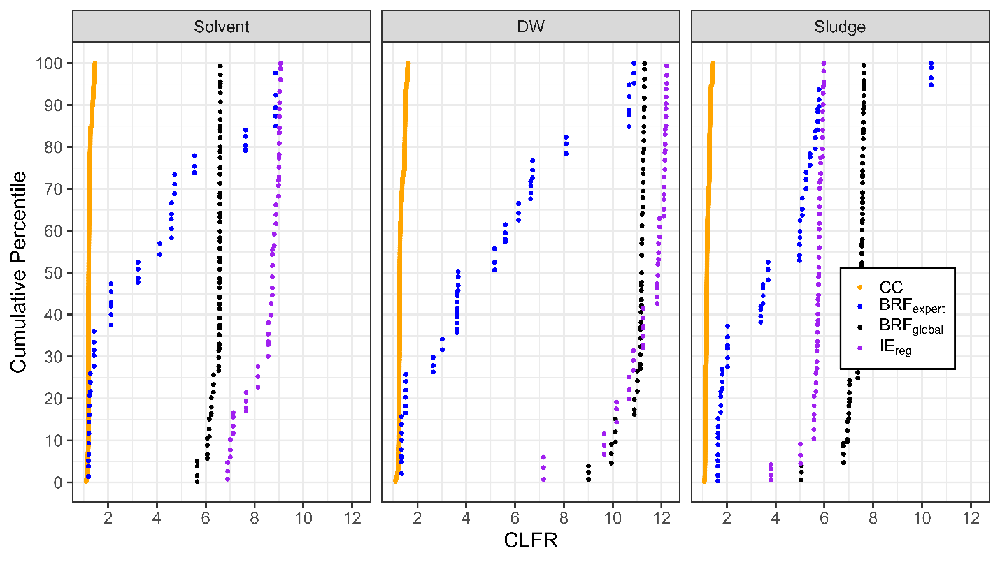 Solvent DW Sludge
100
90
80
70
60
50
40
30
20
10
0
Cumulative Percentile
CC
BRFexpert
BRFglobal
IEreg
2 4 6 8 10 12 2 4 6 8 10 12 2 4 6 8 10 12
CLFR